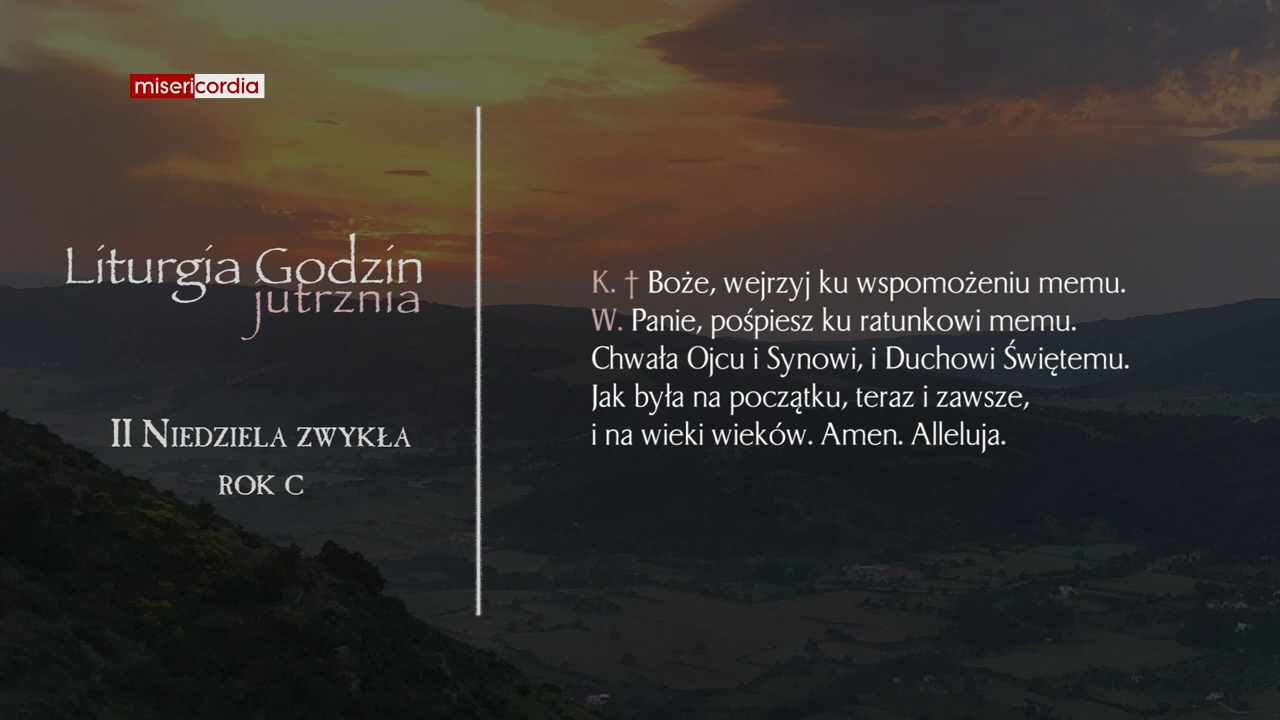 misericordia
Liturgia Godzin
jutrznia
II Niedziela zwykła
rok C
K. † Boże, wejrzyj ku wspomożeniu memu.
W. Panie, pośpiesz ku ratunkowi memu.
Chwała Ojcu i Synowi, i Duchowi Świętemu.
Jak była na początku, teraz i zawsze,
i na wieki wieków. Amen. Alleluja.